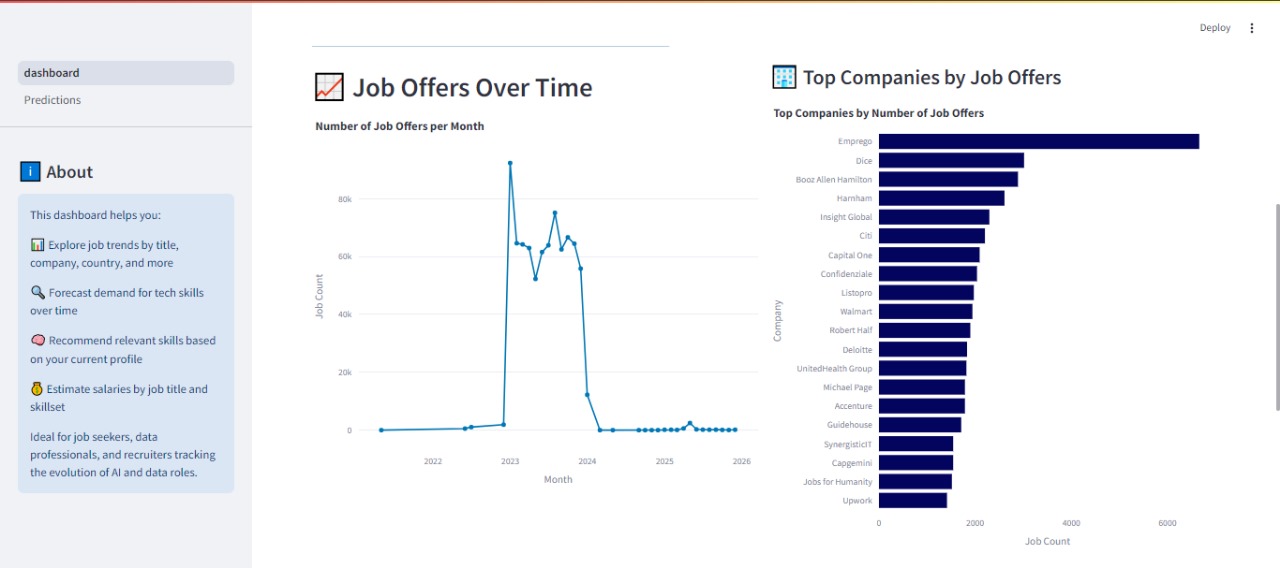 Deploy
dashboard
Predictions
About
This dashboard helps you:
Explore job trends by title,
company, country, and more
Forecast demand for tech skills
over time
Recommend relevant skills based
on your current profile
Estimate salaries by job title and
skillset
Ideal for job seekers, data
professionals, and recruiters tracking
the evolution of AI and data roles.
Job Offers Over Time
Number of Job Offers per Month
Job Count
80k
60k
40k
20k
0
2022
2023
2024
2025
2026
Month
Top Companies by Job Offers
Top Companies by Number of Job Offers
Company
Emprego
Dice
Booz Allen Hamilton
Harnham
Insight Global
Citi
Capital One
Confidenziale
Listopro
Walmart
Robert Half
Deloitte
UnitedHealth Group
Michael Page
Accenture
Guidehouse
SynergisticIT
Capgemini
Jobs for Humanity
Upwork
0
2000
4000
6000
Job Count